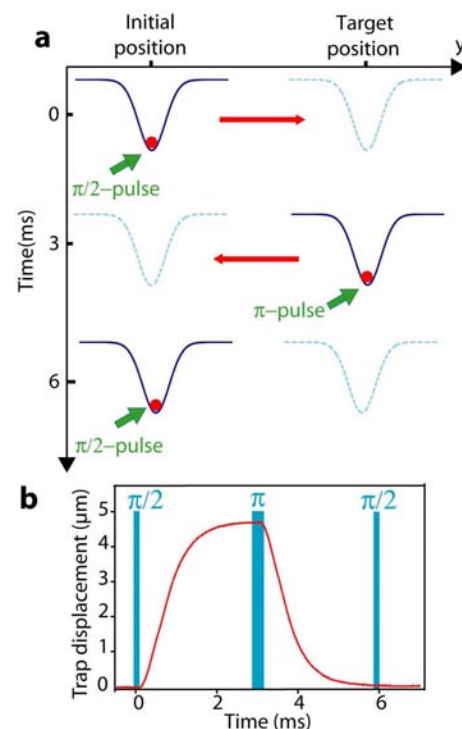 a
Initial
position
Target
position
y
Time(ms)
0
π/2–pulse
3
π–pulse
6
π/2–pulse
b
Trap displacement (µm)
π/2
π
π/2
5
4
3
2
1
0
0
2
4
6
Time (ms)